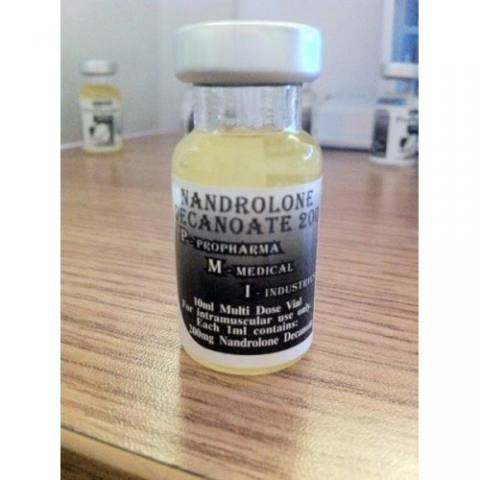 NANDROLONE
DECANOATE 200
P - PROPHARMA
M - MEDICAL
I - INDUSTRIES
10ml Multi Dose Vial
For intramuscular use only.
Each 1ml contains:
200mg Nandrolone Decanoate